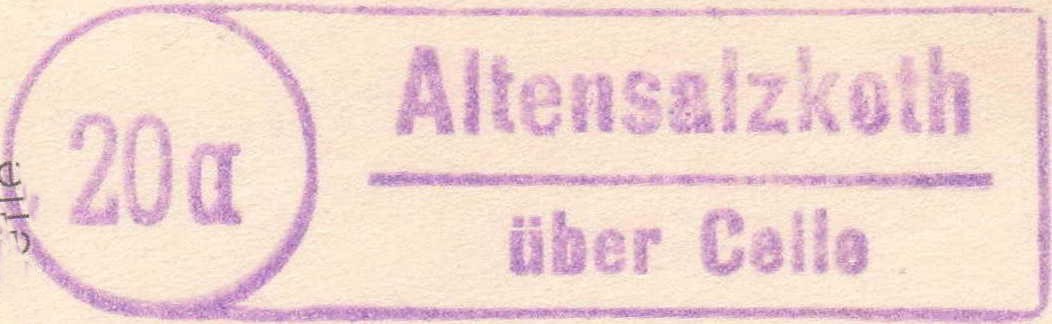 20a
Altensalzkoth
über Celle